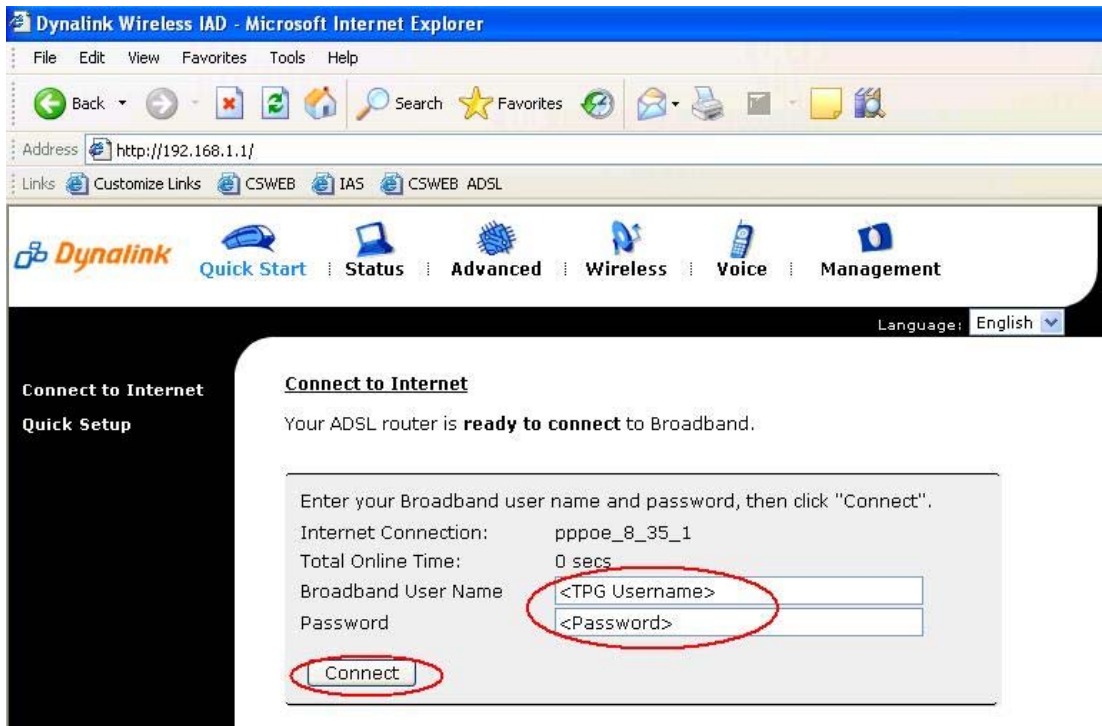 Dynalink Wireless IAD - Microsoft Internet Explorer
File Edit View Favorites Tools Help
Back Search Favorites
Address http://192.168.1.1/
Links Customize Links CSWEB IAS CSWEB ADSL
Dynalink
Quick Start Status Advanced Wireless Voice Management
Language: English
Connect to Internet
Quick Setup
Connect to Internet
Your ADSL router is ready to connect to Broadband.
Enter your Broadband user name and password, then click "Connect".
Internet Connection: pppoe_8_35_1
Total Online Time: 0 secs
Broadband User Name <TPG Username>
Password <Password>
Connect